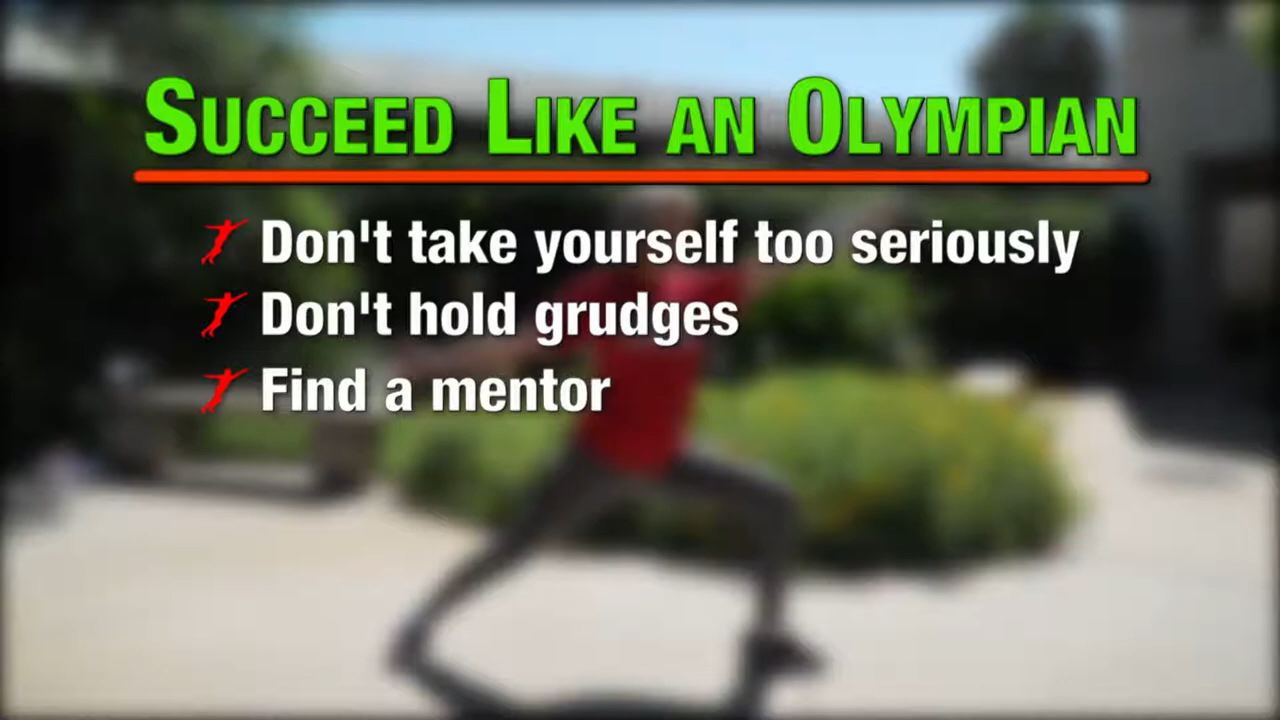 Succeed Like an Olympian
Don't take yourself too seriously
Don't hold grudges
Find a mentor